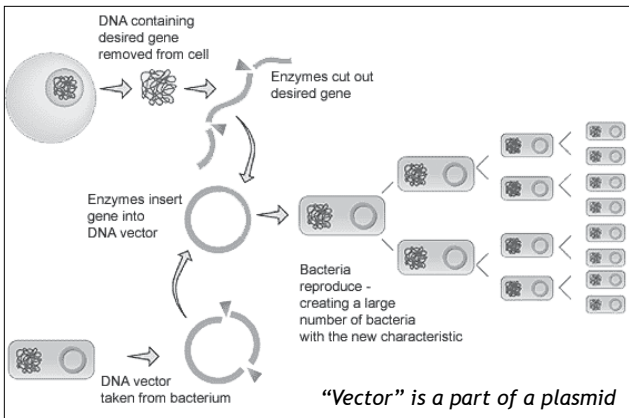 DNA containing
desired gene
removed from cell
Enzymes cut out
desired gene
Enzymes insert
gene into
DNA vector
Bacteria
reproduce -
creating a large
number of bacteria
with the new characteristic
DNA vector
taken from bacterium
“Vector” is a part of a plasmid